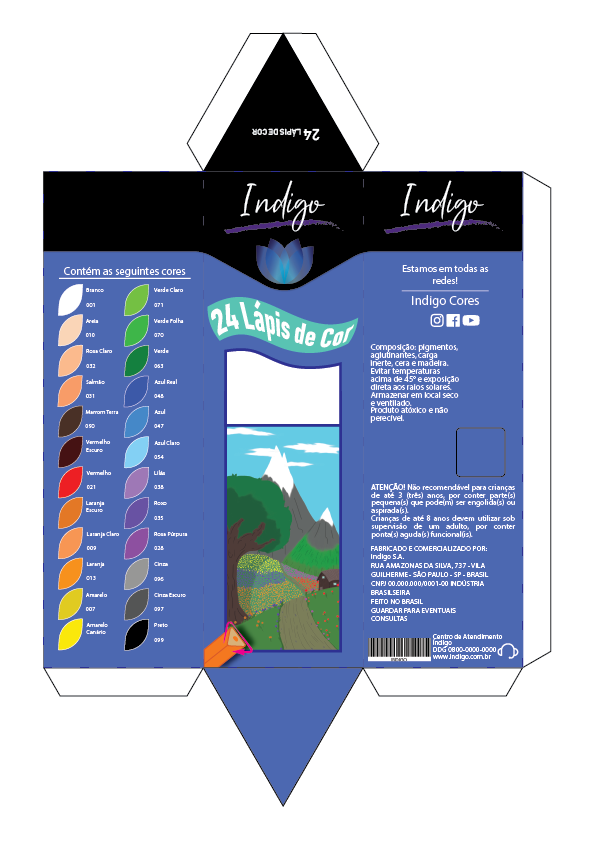 24 LÁPIS DE COR
Indigo
Indigo
Contém as seguintes cores
Branco
001
Areia
010
Rosa Claro
032
Salmão
031
Marrom Terra
093
Vermelho
Escuro
Vermelho
021
Laranja
Escuro
Laranja Claro
009
Laranja
013
Amarelo
007
Amarelo
Canário
Verde Claro
071
Verde Folha
070
Verde
063
Azul Real
048
Azul
047
Azul Claro
054
Lilás
038
Roxo
035
Rosa Púrpura
028
Cinza
096
Cinza Escuro
097
Preto
099
24 Lápis de Cor
Estamos em todas as
redes!
Indigo Cores
Composição: pigmentos,
aglutinantes, carga
inerte, cera e madeira.
Evitar temperaturas
acima de 45° e exposição
direta aos raios solares.
Armazenar em local seco
e ventilado.
Produto atóxico e não
perecível.
ATENÇÃO! Não recomendável para crianças
de até 3 (três) anos, por conter parte(s)
pequena(s) que pode(m) ser engolida(s) ou
aspirada(s).
Crianças de até 8 anos devem utilizar sob
supervisão de um adulto, por conter
ponta(s) aguda(s) funcional(is).
FABRICADO E COMERCIALIZADO POR:
Indigo S.A.
RUA AMAZONAS DA SILVA, 737 - VILA
GUILHERME - SÃO PAULO - SP - BRASIL
CNPJ 00.000.000/0001-00 INDÚSTRIA
BRASILSEIRA
FEITO NO BRASIL
GUARDAR PARA EVENTUAIS
CONSULTAS
Centro de Atendimento
Indigo
DDG 0800-0000-0000
www.indigo.com.br